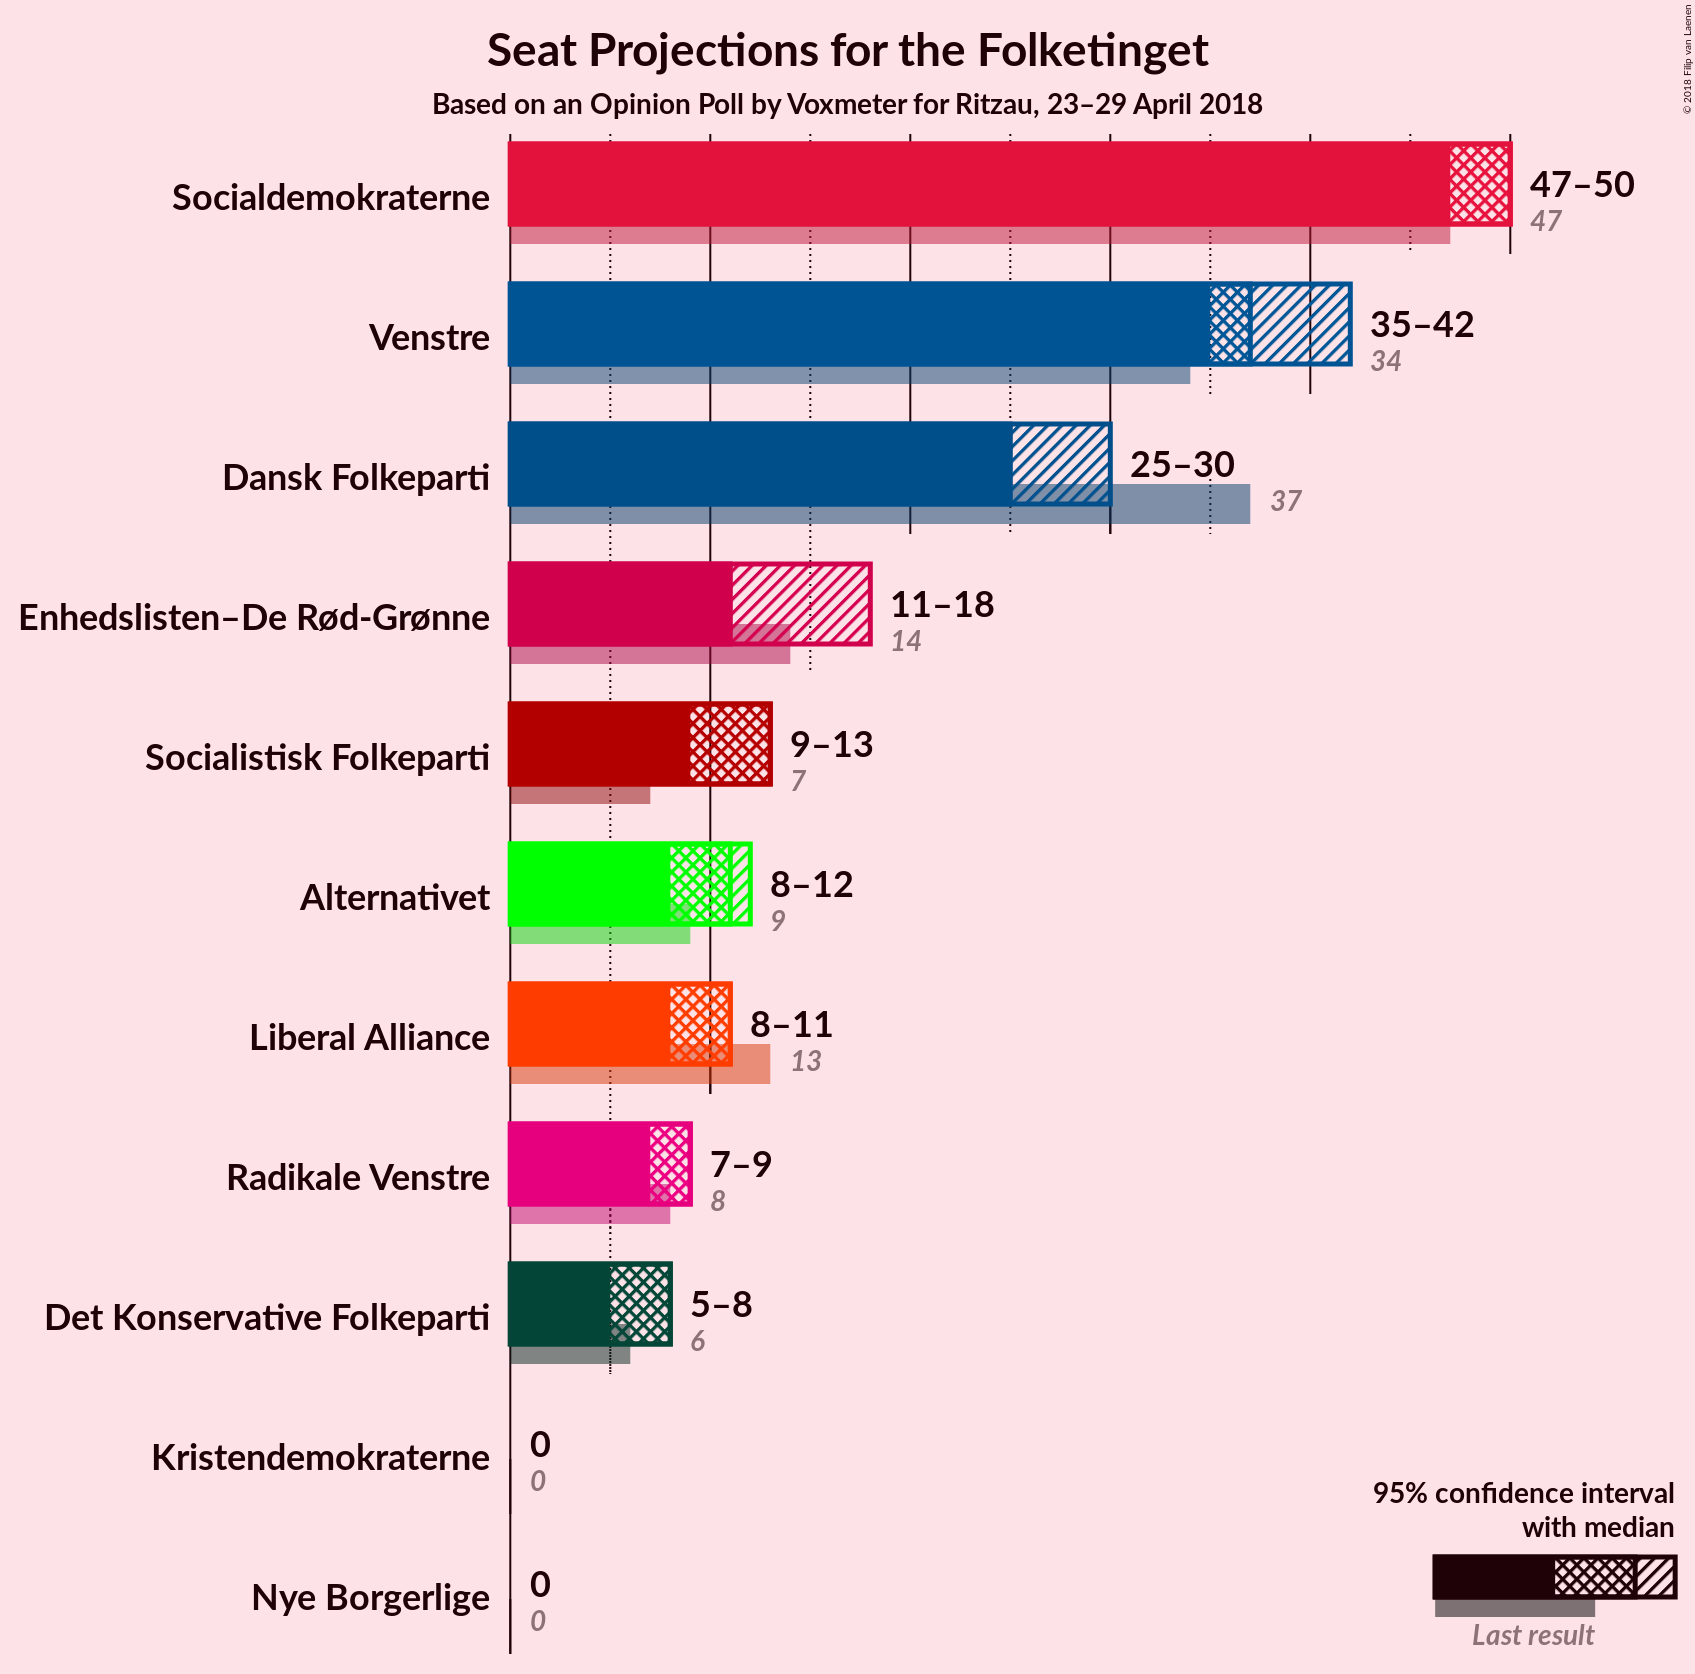 Seat Projections for the Folketinget
Based on an Opinion Poll by Voxmeter for Ritzau, 23–29 April 2018
© 2018 Filip van Laenen
Socialdemokraterne
47–50
47
Venstre
35–42
34
Dansk Folkeparti
25–30
37
Enhedslisten–De Rød-Grønne
11–18
14
Socialistisk Folkeparti
9–13
7
Alternativet
8–12
9
Liberal Alliance
8–11
13
Radikale Venstre
7–9
8
Det Konservative Folkeparti
5–8
6
Kristendemokraterne
0
0
Nye Borgerlige
0
0
95% confidence interval
with median
Last result